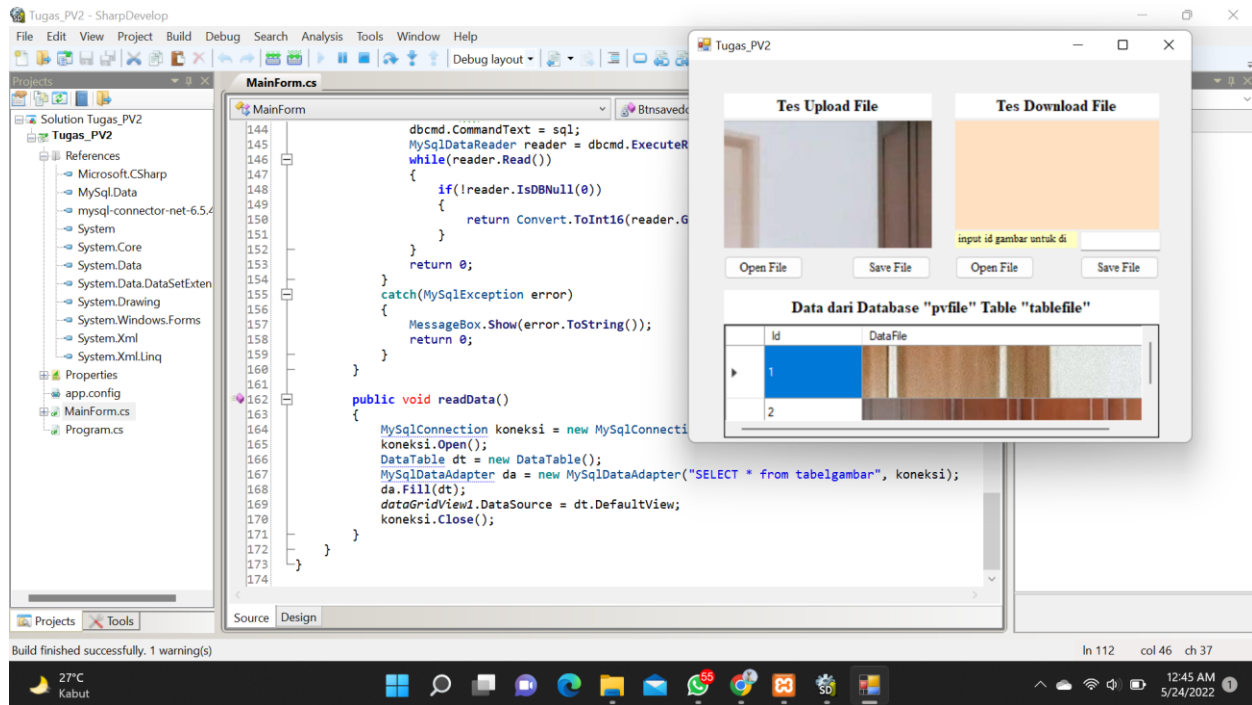 Tugas_PV2 - SharpDevelop
File Edit View Project Build Debug Search Analysis Tools Window Help
Debug layout
Projects
Solution Tugas_PV2
Tugas_PV2
References
Microsoft.CSharp
MySql.Data
mysql-connector-net-6.5.4
System
System.Core
System.Data
System.Data.DataSetExten
System.Drawing
System.Windows.Forms
System.Xml
System.Xml.Linq
Properties
app.config
MainForm.cs
Program.cs
Projects Tools
MainForm.cs
MainForm Btnsavedo
144 dbcmd.CommandText = sql;
145 MySqlDataReader reader = dbcmd.ExecuteR
146 while(reader.Read())
147 {
148 if(!reader.IsDBNull(0))
149 {
150 return Convert.ToInt16(reader.G
151 }
152 }
153 return 0;
154 }
155 catch(MySqlException error)
156 {
157 MessageBox.Show(error.ToString());
158 return 0;
159 }
160 }
161
162 public void readData()
163 {
164 MySqlConnection koneksi = new MySqlConnecti
165 koneksi.Open();
166 DataTable dt = new DataTable();
167 MySqlDataAdapter da = new MySqlDataAdapter("SELECT * from tabelgambar", koneksi);
168 da.Fill(dt);
169 dataGridView1.DataSource = dt.DefaultView;
170 koneksi.Close();
171 }
172 }
173 }
174
Source Design
Tugas_PV2
Tes Upload File
Tes Download File
input id gambar untuk di
Open File Save File Open File Save File
Data dari Database "pvfile" Table "tablefile"
Id DataFile
1
2
Build finished successfully. 1 warning(s)
ln 112 col 46 ch 37
27°C
Kabut
55
SD
12:45 AM
5/24/2022
1